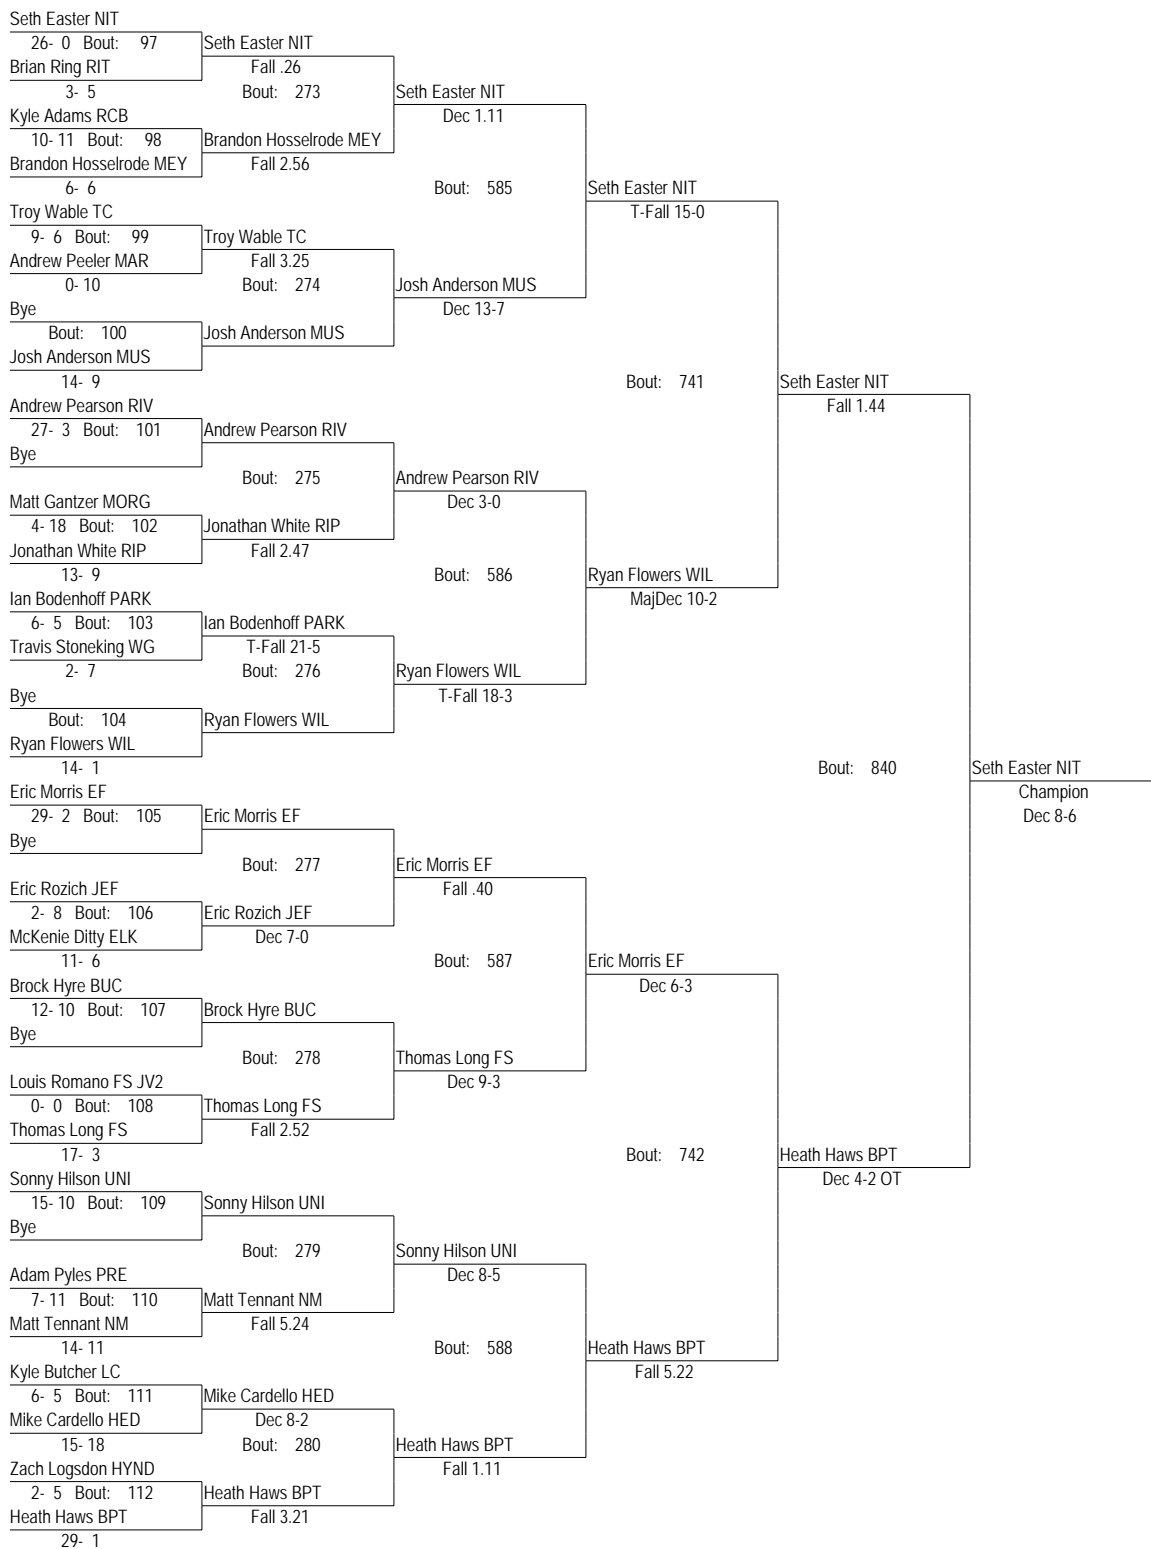 Seth Easter NIT
26- 0 Bout: 97 Seth Easter NIT
Brian Ring RIT Fall .26
3- 5 Bout: 273 Seth Easter NIT
Kyle Adams RCB Dec 1.11
10- 11 Bout: 98 Brandon Hosselrode MEY
Brandon Hosselrode MEY Fall 2.56
6- 6 Bout: 585 Seth Easter NIT
Troy Wable TC T-Fall 15-0
9- 6 Bout: 99 Troy Wable TC
Andrew Peeler MAR Fall 3.25
0- 10 Bout: 274 Josh Anderson MUS
Bye Dec 13-7
Bout: 100 Josh Anderson MUS
Josh Anderson MUS
14- 9 Bout: 741 Seth Easter NIT
Andrew Pearson RIV Fall 1.44
27- 3 Bout: 101 Andrew Pearson RIV
Bye
Bout: 275 Andrew Pearson RIV
Matt Gantzer MORG Dec 3-0
4- 18 Bout: 102 Jonathan White RIP
Jonathan White RIP Fall 2.47
13- 9 Bout: 586 Ryan Flowers WIL
Ian Bodenhoff PARK MajDec 10-2
6- 5 Bout: 103 Ian Bodenhoff PARK
Travis Stoneking WG T-Fall 21-5
2- 7 Bout: 276 Ryan Flowers WIL
Bye T-Fall 18-3
Bout: 104 Ryan Flowers WIL
Ryan Flowers WIL
14- 1 Bout: 840 Seth Easter NIT
Eric Morris EF Champion
29- 2 Bout: 105 Eric Morris EF Dec 8-6
Bye
Bout: 277 Eric Morris EF
Eric Rozich JEF Fall .40
2- 8 Bout: 106 Eric Rozich JEF
McKenie Ditty ELK Dec 7-0
11- 6 Bout: 587 Eric Morris EF
Brock Hyre BUC Dec 6-3
12- 10 Bout: 107 Brock Hyre BUC
Bye
Bout: 278 Thomas Long FS
Louis Romano FS JV2 Dec 9-3
0- 0 Bout: 108 Thomas Long FS
Thomas Long FS Fall 2.52
17- 3 Bout: 742 Heath Haws BPT
Sonny Hilson UNI Dec 4-2 OT
15- 10 Bout: 109 Sonny Hilson UNI
Bye
Bout: 279 Sonny Hilson UNI
Adam Pyles PRE Dec 8-5
7- 11 Bout: 110 Matt Tennant NM
Matt Tennant NM Fall 5.24
14- 11 Bout: 588 Heath Haws BPT
Kyle Butcher LC Fall 5.22
6- 5 Bout: 111 Mike Cardello HED
Mike Cardello HED Dec 8-2
15- 18 Bout: 280 Heath Haws BPT
Zach Logsdon HYND Fall 1.11
2- 5 Bout: 112 Heath Haws BPT
Heath Haws BPT Fall 3.21
29- 1